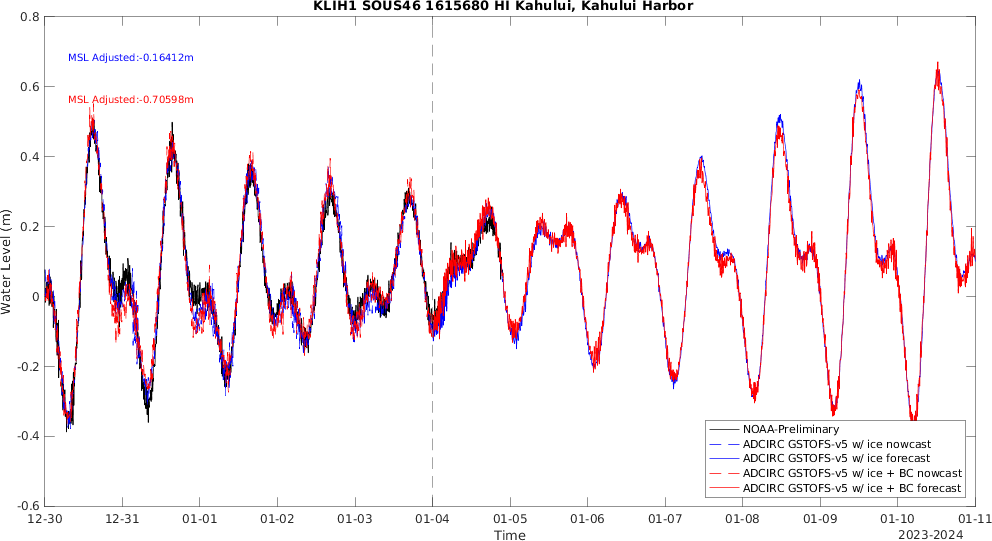 KLIH1 SOUS46 1615680 HI Kahului, Kahului Harbor
MSL Adjusted:-0.16412m
MSL Adjusted:-0.70598m
Water Level (m)
0.8
0.6
0.4
0.2
0
-0.2
-0.4
-0.6
NOAA-Preliminary
ADCIRC GSTOFS-v5 w/ ice nowcast
ADCIRC GSTOFS-v5 w/ ice forecast
ADCIRC GSTOFS-v5 w/ ice + BC nowcast
ADCIRC GSTOFS-v5 w/ ice + BC forecast
12-30 12-31 01-01 01-02 01-03 01-04 01-05 01-06 01-07 01-08 01-09 01-10 01-11
Time
2023-2024